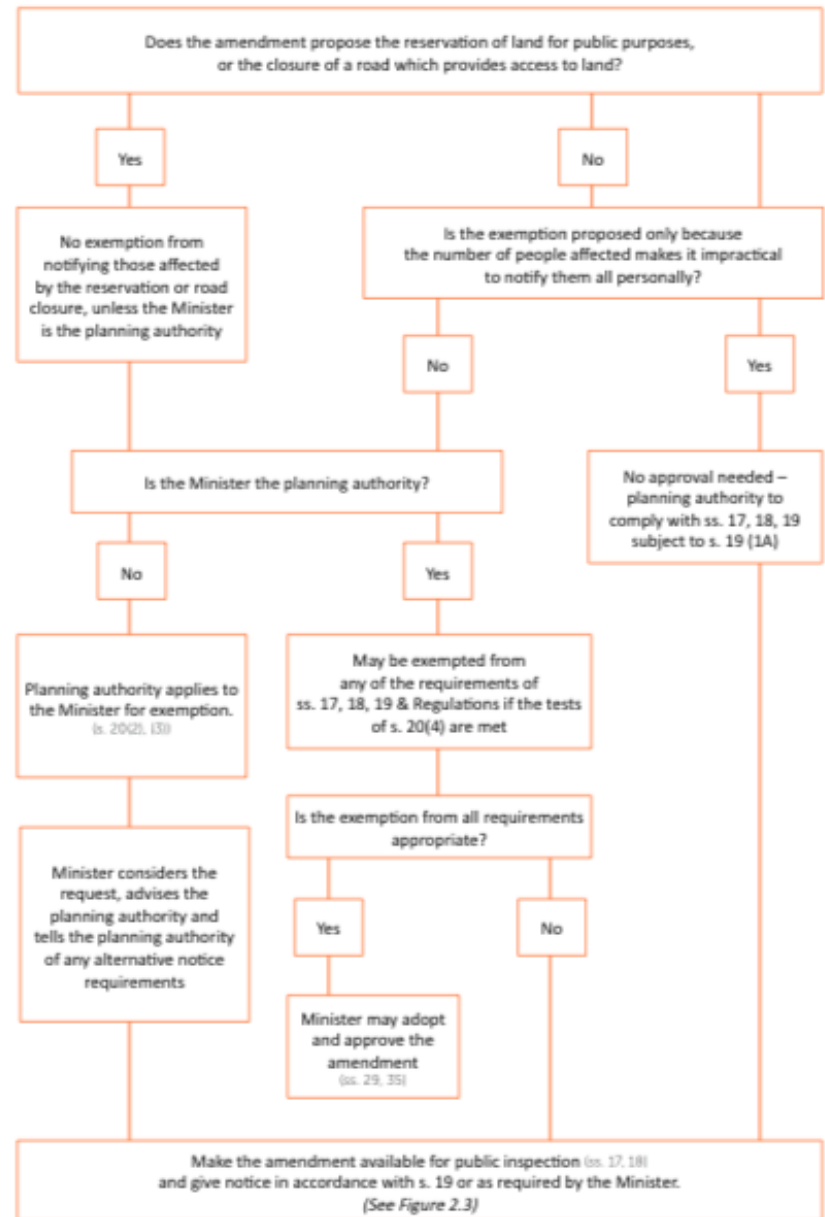 Does the amendment propose the reservation of land for public purposes,
or the closure of a road which provides access to land?
Yes
No
No exemption from
notifying those affected
by the reservation or road
closure, unless the Minister
is the planning authority
Is the exemption proposed only because
the number of people affected makes it impractical
to notify them all personally?
No
Yes
Is the Minister the planning authority?
No approval needed –
planning authority to
comply with ss. 17, 18, 19
subject to s. 19 (1A)
No
Yes
Planning authority applies to
the Minister for exemption.
(s. 20(2), (3))
May be exempted from
any of the requirements of
ss. 17, 18, 19 & Regulations if the tests
of s. 20(4) are met
Is the exemption from all requirements
appropriate?
Minister considers the
request, advises the
planning authority and
tells the planning authority
of any alternative notice
requirements
Yes
No
Minister may adopt
and approve the
amendment
(ss. 29, 35)
Make the amendment available for public inspection (ss. 17, 18)
and give notice in accordance with s. 19 or as required by the Minister.
(See Figure 2.3)